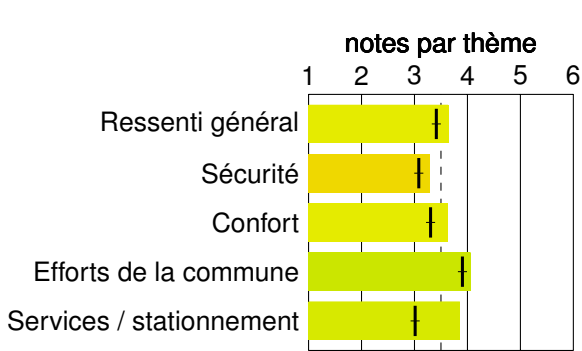 notes par thème
1 2 3 4 5 6
Ressenti général
Sécurité
Confort
Efforts de la commune
Services / stationnement